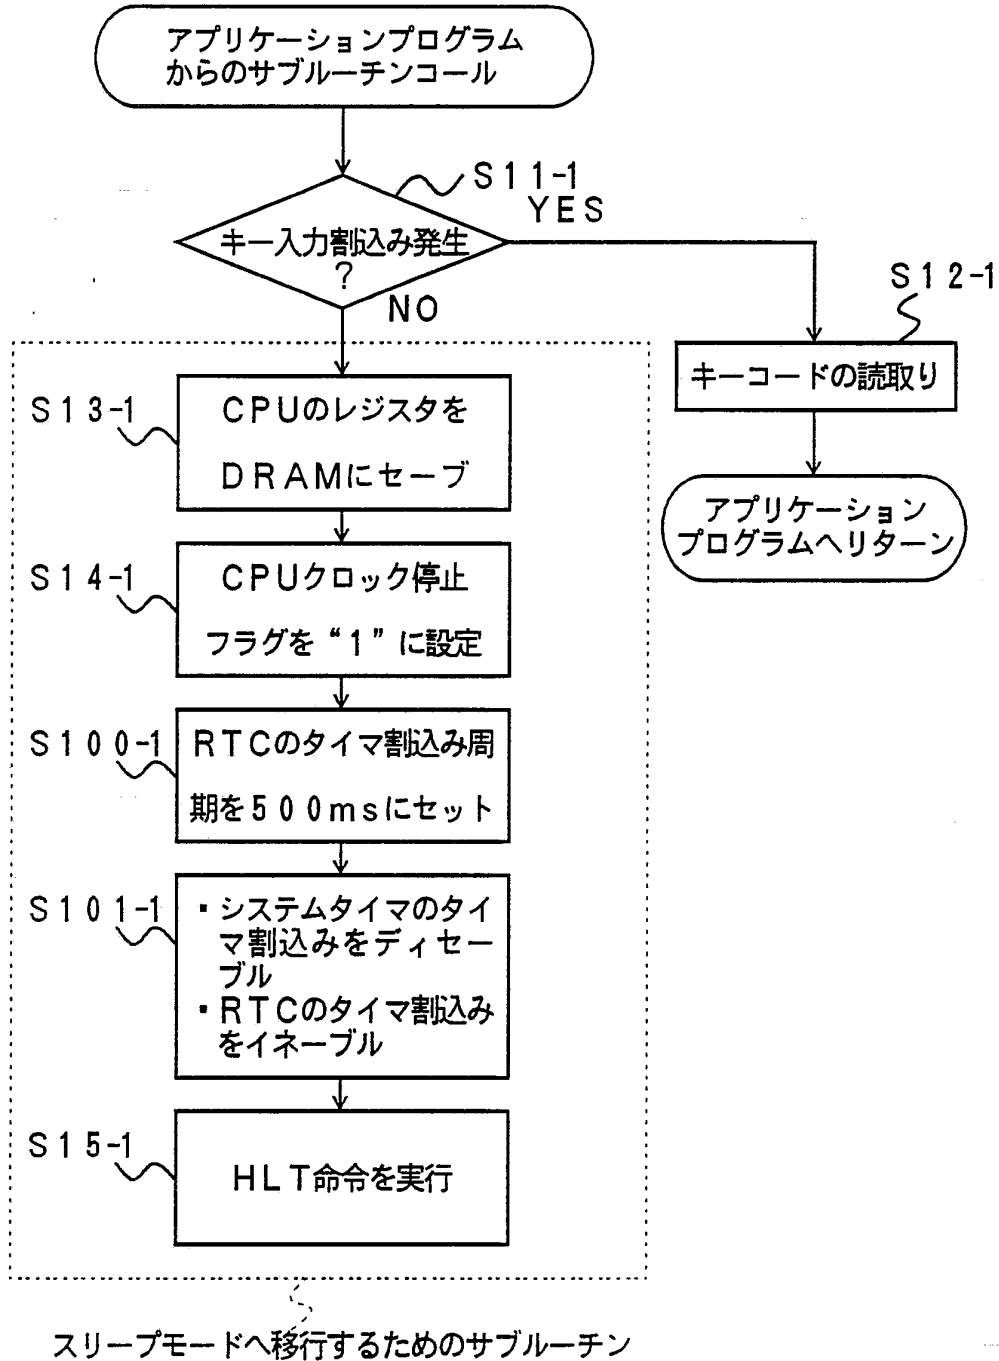 アプリケーションプログラム
からのサブルーチンコール
S11-1
YES
キー入力割込み発生
?
NO
S12-1
キーコードの読取り
アプリケーション
プログラムへリターン
S13-1
CPUのレジスタを
DRAMにセーブ
S14-1
CPUクロック停止
フラグを“1”に設定
S100-1
RTCのタイマ割込み周
期を500msにセット
S101-1
・システムタイマのタイ
マ割込みをディセー
ブル
・RTCのタイマ割込み
をイネーブル
S15-1
HLT命令を実行
スリープモードへ移行するためのサブルーチン